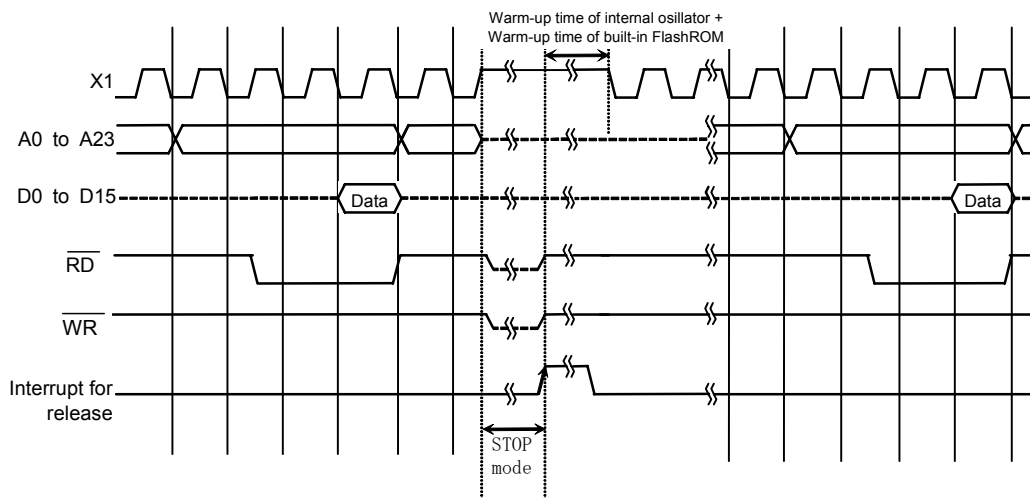 Warm-up time of internal osillator +
Warm-up time of built-in FlashROM
X1
A0 to A23
D0 to D15
Data
Data
RD
WR
Interrupt for
release
STOP
mode